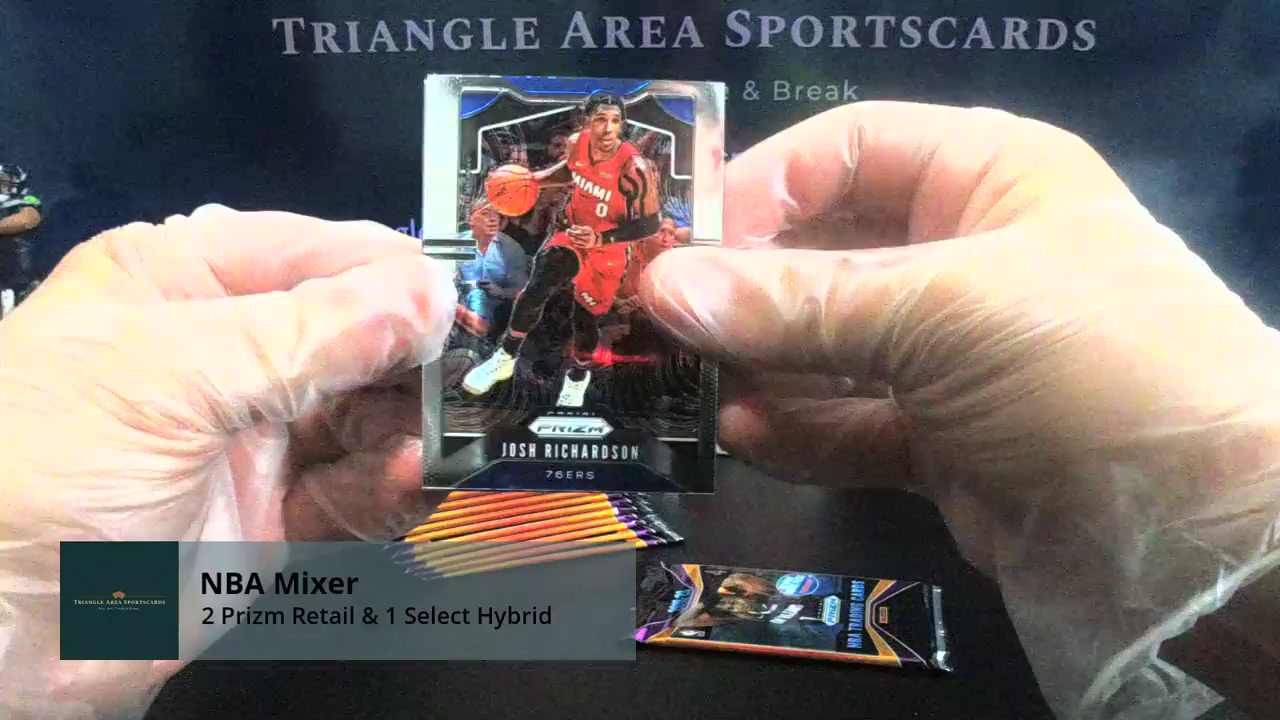 TRIANGLE AREA SPORTSCARDS
& Break
MIAMI
0
PANINI
PRIZM
JOSH RICHARDSON
76ERS
NBA TRADING CARDS
TRIANGLE AREA SPORTSCARDS
NBA Mixer
2 Prizm Retail & 1 Select Hybrid